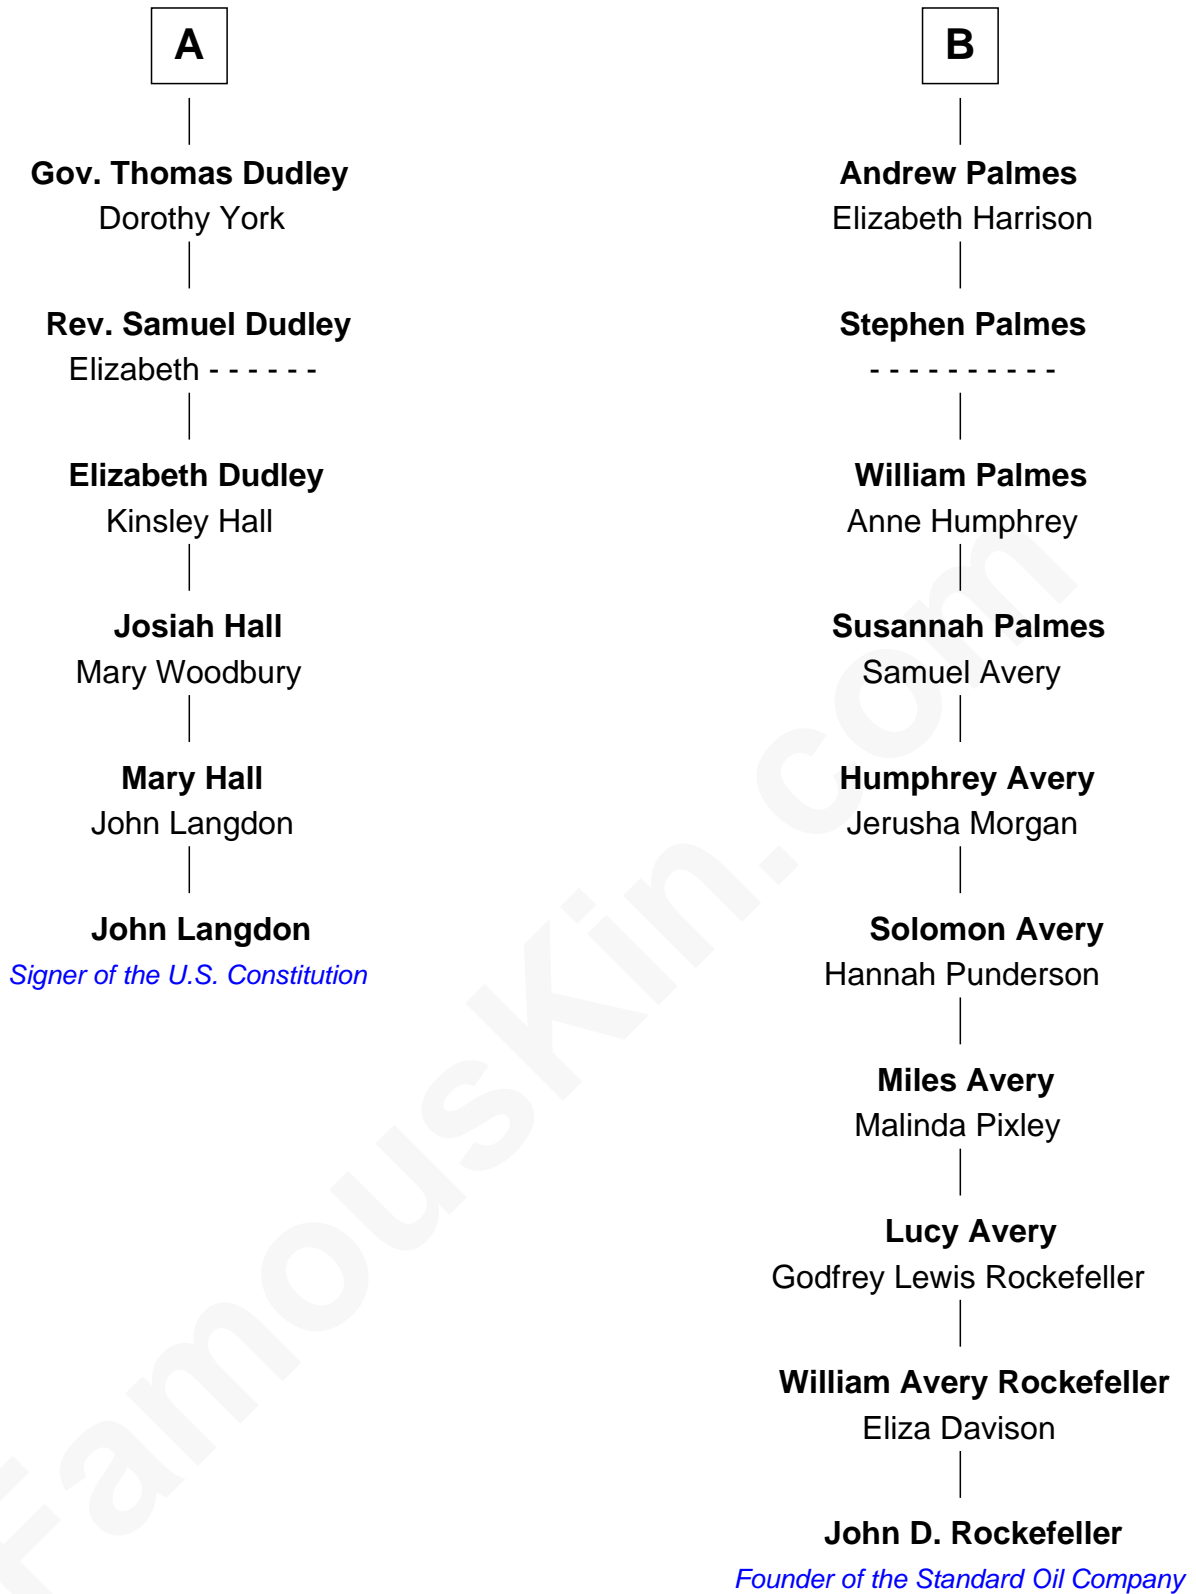 A
Gov. Thomas Dudley
Dorothy York
Rev. Samuel Dudley
Elizabeth - - - - - -
Elizabeth Dudley
Kinsley Hall
Josiah Hall
Mary Woodbury
Mary Hall
John Langdon
John Langdon
Signer of the U.S. Constitution
B
Andrew Palmes
Elizabeth Harrison
Stephen Palmes
- - - - - - - - - -
William Palmes
Anne Humphrey
Susannah Palmes
Samuel Avery
Humphrey Avery
Jerusha Morgan
Solomon Avery
Hannah Punderson
Miles Avery
Malinda Pixley
Lucy Avery
Godfrey Lewis Rockefeller
William Avery Rockefeller
Eliza Davison
John D. Rockefeller
Founder of the Standard Oil Company
FamousKin.com